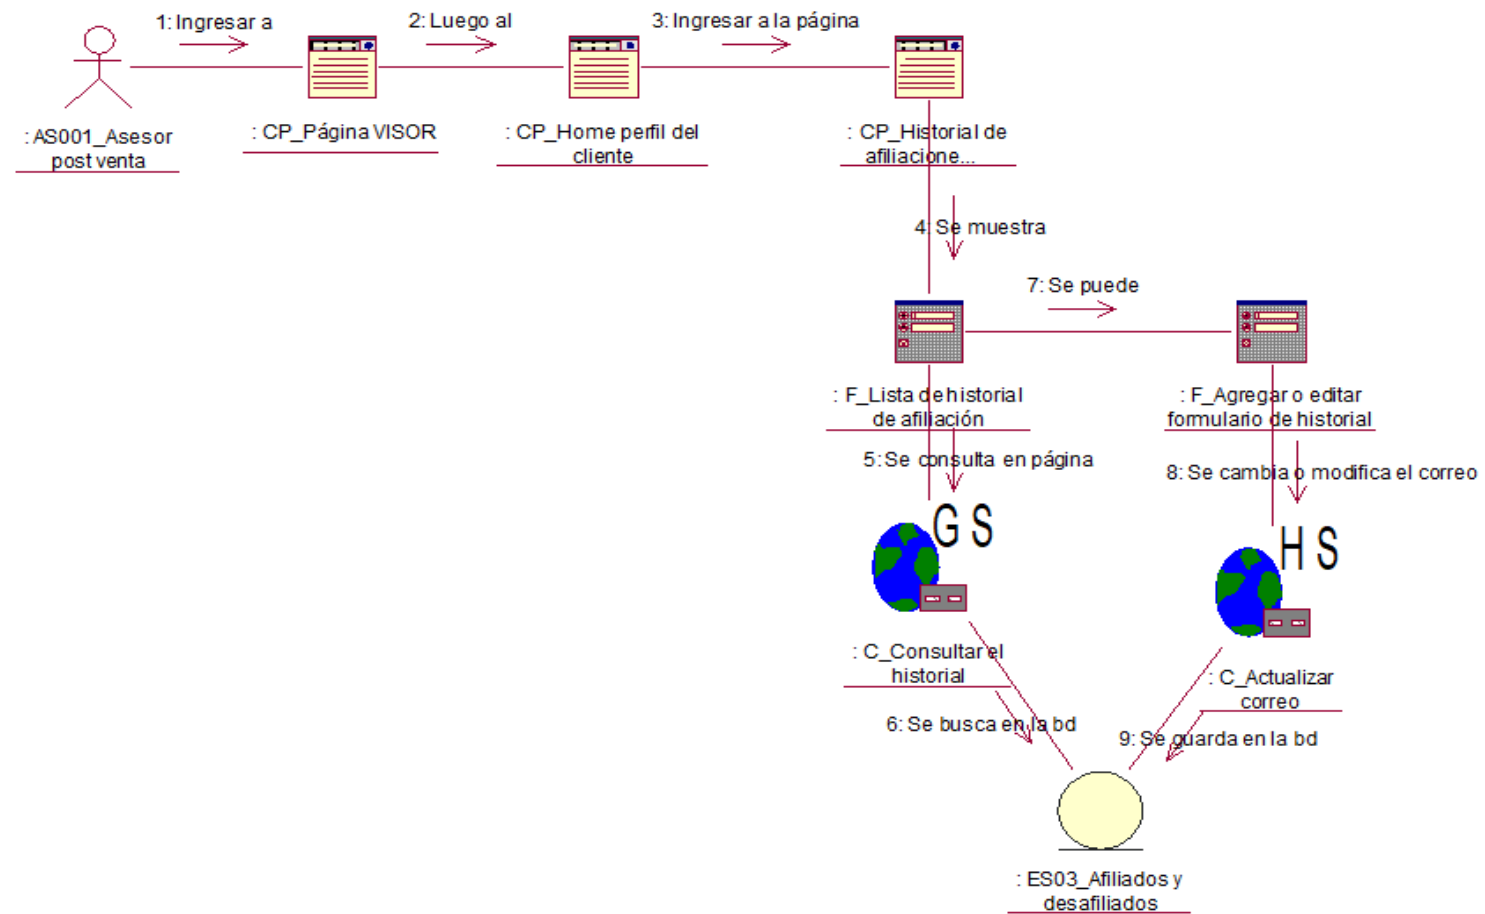 1: Ingresar a
2: Luego al
3: Ingresar a la página
: AS001_Asesor
post venta
: CP_Página VISOR
: CP_Home perfil del
cliente
: CP_Historial de
afiliacione...
4: Se muestra
7: Se puede
: F_Lista de historial
de afiliación
: F_Agregar o editar
formulario de historial
5: Se consulta en página
8: Se cambia o modifica el correo
GS
HS
: C_Consultar el
historial
: C_Actualizar
correo
6: Se busca en la bd
9: Se guarda en la bd
: ES03_Afiliados y
desafiliados